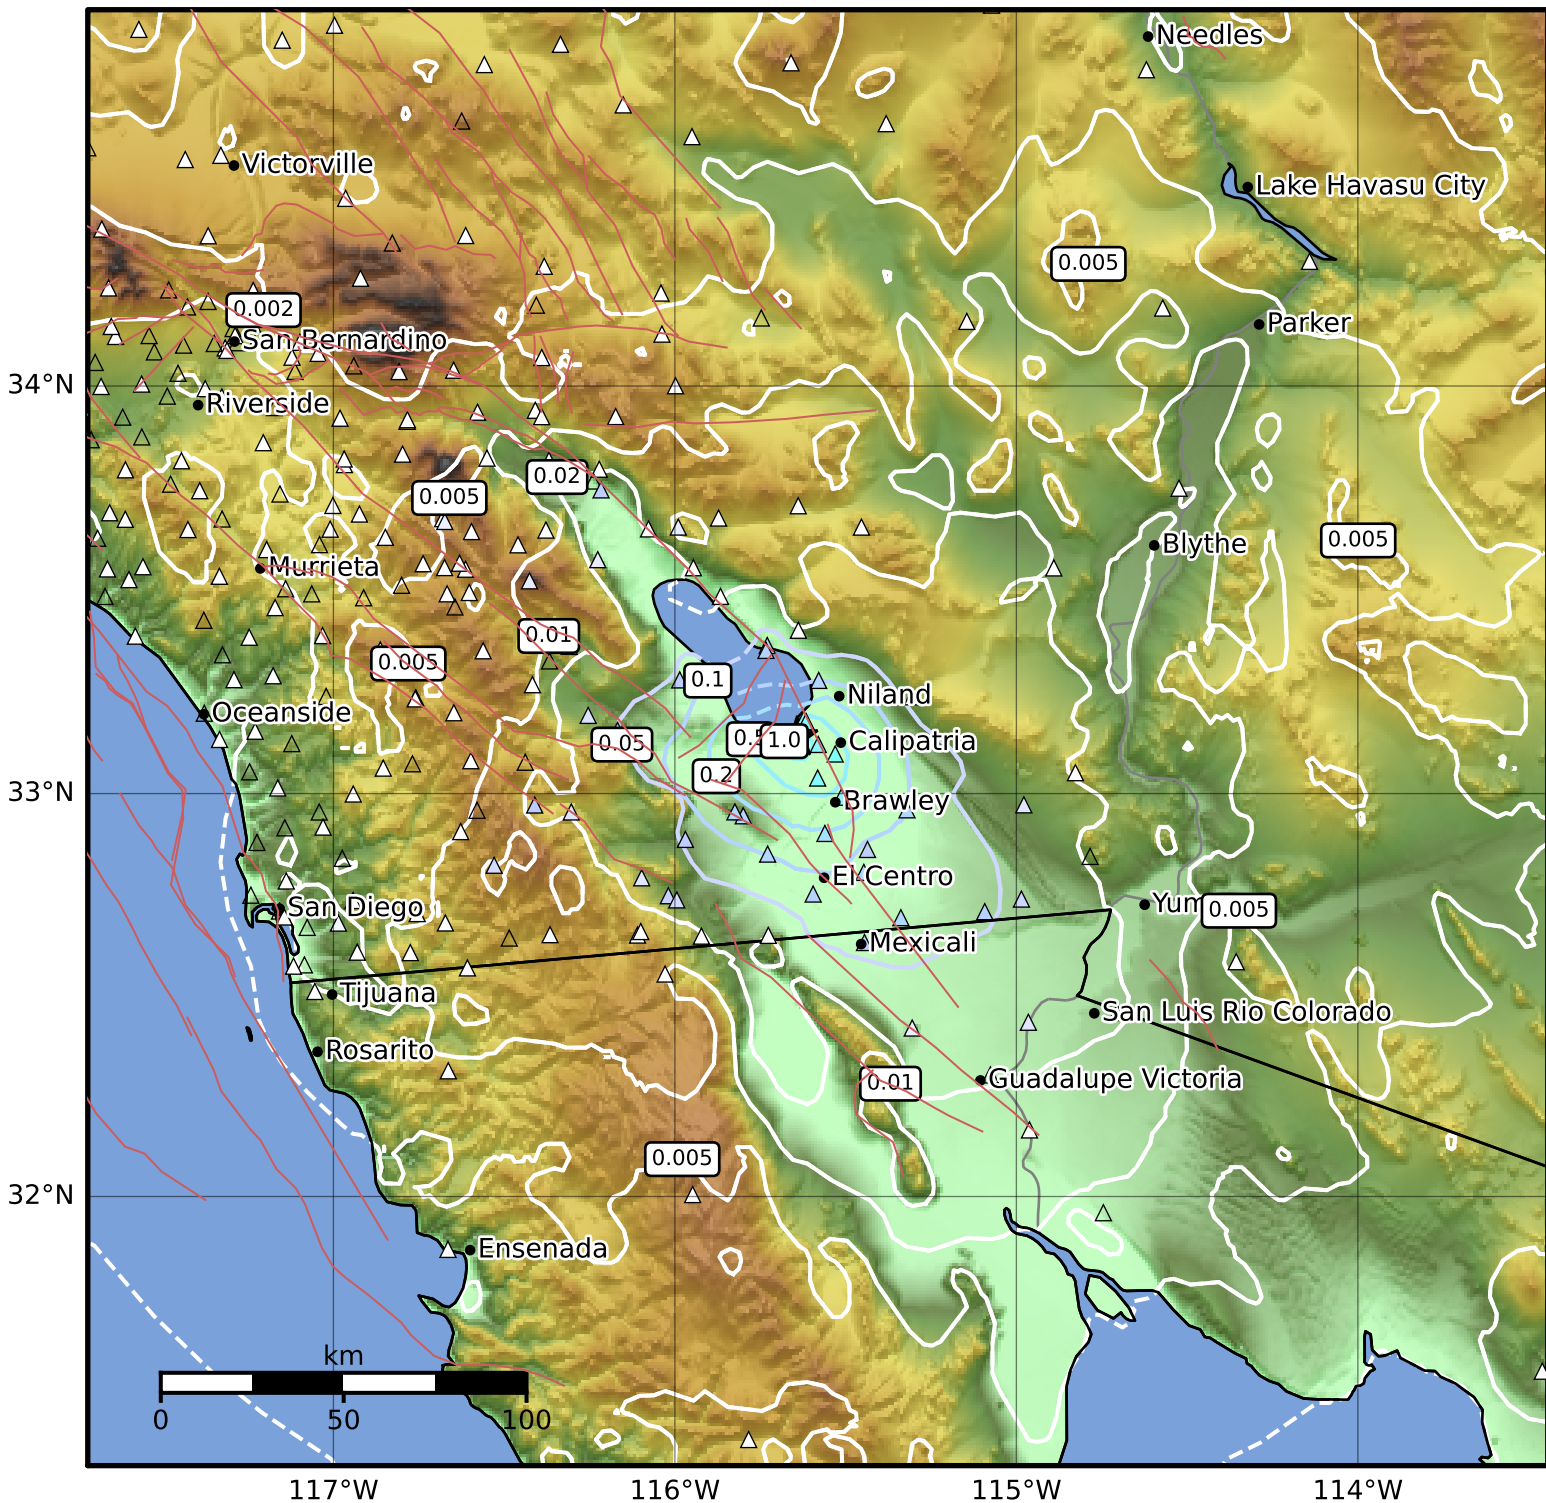 Needles
Victorville
Lake Havasu City
0.005
0.002
Parker
San Bernardino
34°N
Riverside
0.02
0.005
0.005
Blythe
Murrieta
0.01
0.005
0.1
Niland
Oceanside
0.05
1.0
Calipatria
0.2
33°N
Brawley
El Centro
San Diego
0.005
Mexicali
Tijuana
San Luis Rio Colorado
Rosarito
Guadalupe Victoria
0.01
0.005
32°N
Ensenada
km
0 50 100
117°W 116°W 115°W 114°W